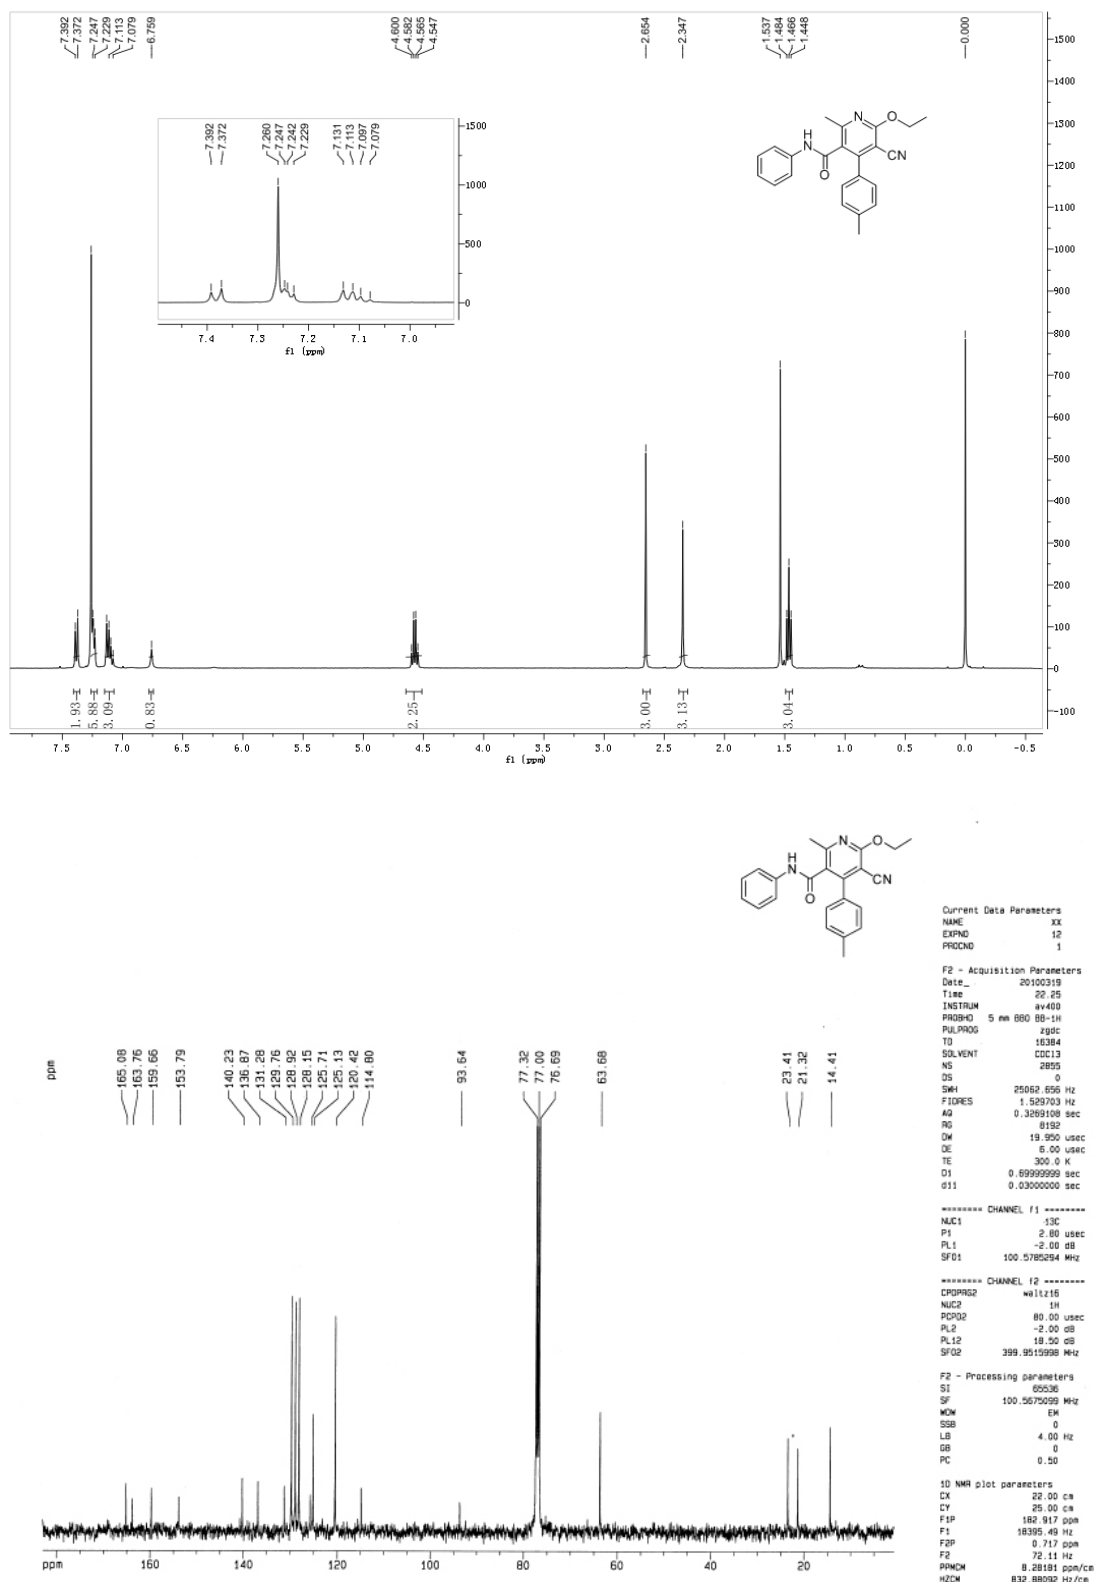 7.392
7.372
7.247
7.229
7.113
7.079
6.759
4.600
4.582
4.565
4.547
2.654
2.347
1.537
1.484
1.466
1.448
0.000
7.392
7.372
7.260
7.247
7.242
7.229
7.131
7.113
7.097
7.079
1500
1000
500
0
7.4 7.3 7.2 7.1 7.0
f1 (ppm)
N
O
CN
H
N
O
1500
1400
1300
1200
1100
1000
900
800
700
600
500
400
300
200
100
0
-100
1.93
5.88
3.09
0.83
2.25
3.00
3.13
3.04
7.5 7.0 6.5 6.0 5.5 5.0 4.5 4.0 3.5 3.0 2.5 2.0 1.5 1.0 0.5 0.0 -0.5
f1 (ppm)
N
O
CN
H
N
O
ppm
165.08
163.76
159.66
153.79
140.23
136.87
131.28
129.76
128.92
128.15
125.71
125.13
120.42
114.80
93.64
77.32
77.00
76.69
63.68
23.41
21.32
14.41
ppm 160 140 120 100 80 60 40 20
Current Data Parameters
NAME XX
EXPNO 12
PROCNO 1
F2 - Acquisition Parameters
Date_ 20100319
Time 22.25
INSTRUM av400
PROBHD 5 mm BBO BB-1H
PULPROG zgdc
TD 16384
SOLVENT CDCl3
NS 2855
DS 0
SWH 25062.656 Hz
FIDRES 1.529703 Hz
AQ 0.3269108 sec
RG 8192
DW 19.950 usec
DE 6.00 usec
TE 300.0 K
D1 0.69999999 sec
d11 0.03000000 sec
======== CHANNEL f1 ========
NUC1 13C
P1 2.80 usec
PL1 -2.00 dB
SFO1 100.5785294 MHz
======== CHANNEL f2 ========
CPDPRG2 waltz16
NUC2 1H
PCPD2 80.00 usec
PL2 -2.00 dB
PL12 18.50 dB
SFO2 399.9515998 MHz
F2 - Processing parameters
SI 65536
SF 100.5675099 MHz
WDW EM
SSB 0
LB 4.00 Hz
GB 0
PC 0.50
1D NMR plot parameters
CX 22.00 cm
CY 25.00 cm
F1P 182.917 ppm
F1 18395.49 Hz
F2P 0.717 ppm
F2 72.11 Hz
PPMCM 8.28181 ppm/cm
HZCM 832.88092 Hz/cm